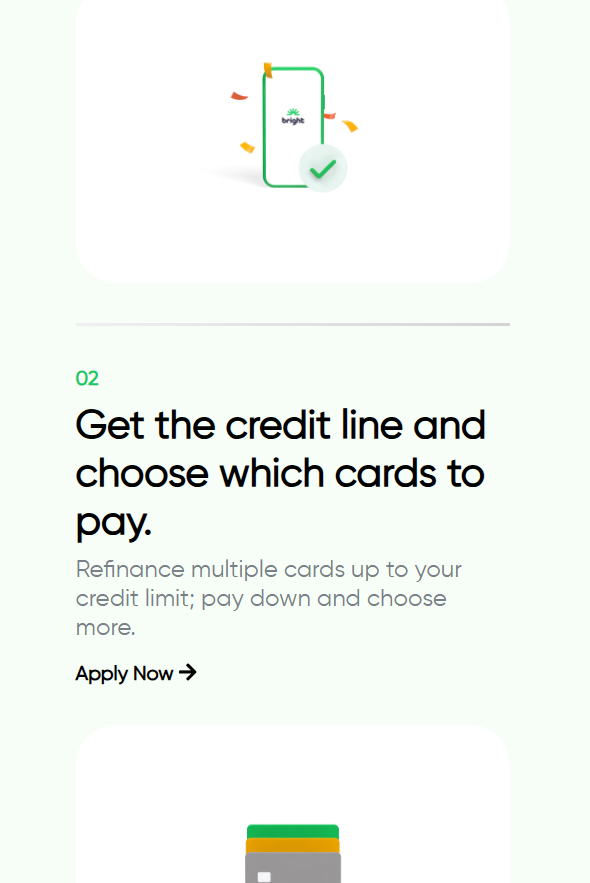 bright
02
Get the credit line and
choose which cards to
pay.
Refinance multiple cards up to your
credit limit; pay down and choose
more.
Apply Now →